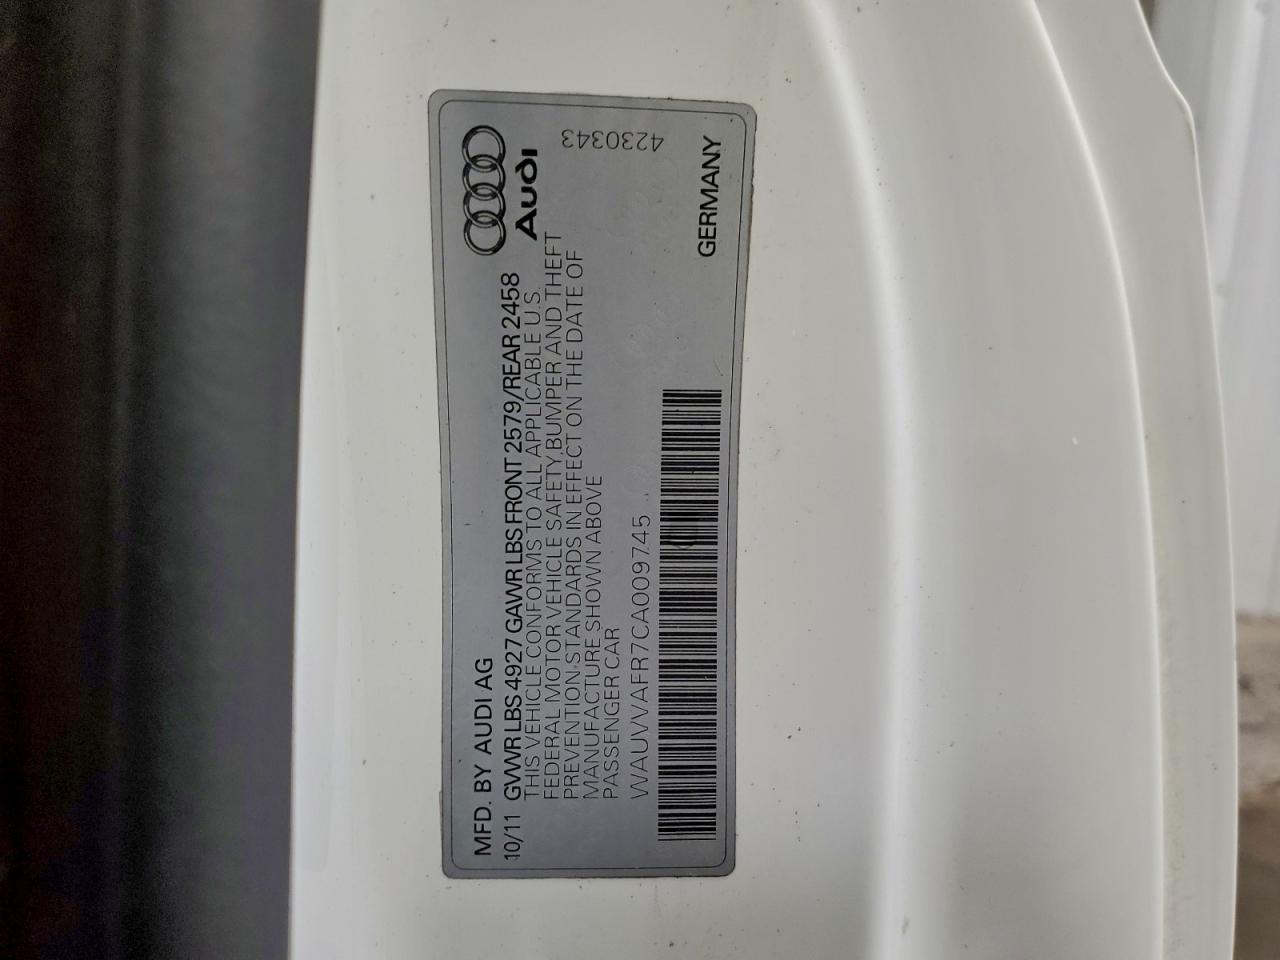 MFD. BY AUDI AG
10/11 GVWR LBS 4927 GAWR LBS FRONT 2579/REAR 2458
THIS VEHICLE CONFORMS TO ALL APPLICABLE U.S.
FEDERAL MOTOR VEHICLE SAFETY, BUMPER AND THEFT
PREVENTION STANDARDS IN EFFECT ON THE DATE OF
MANUFACTURE SHOWN ABOVE
PASSENGER CAR
WAUVVAFR7CA009745
Audi
4230343
GERMANY